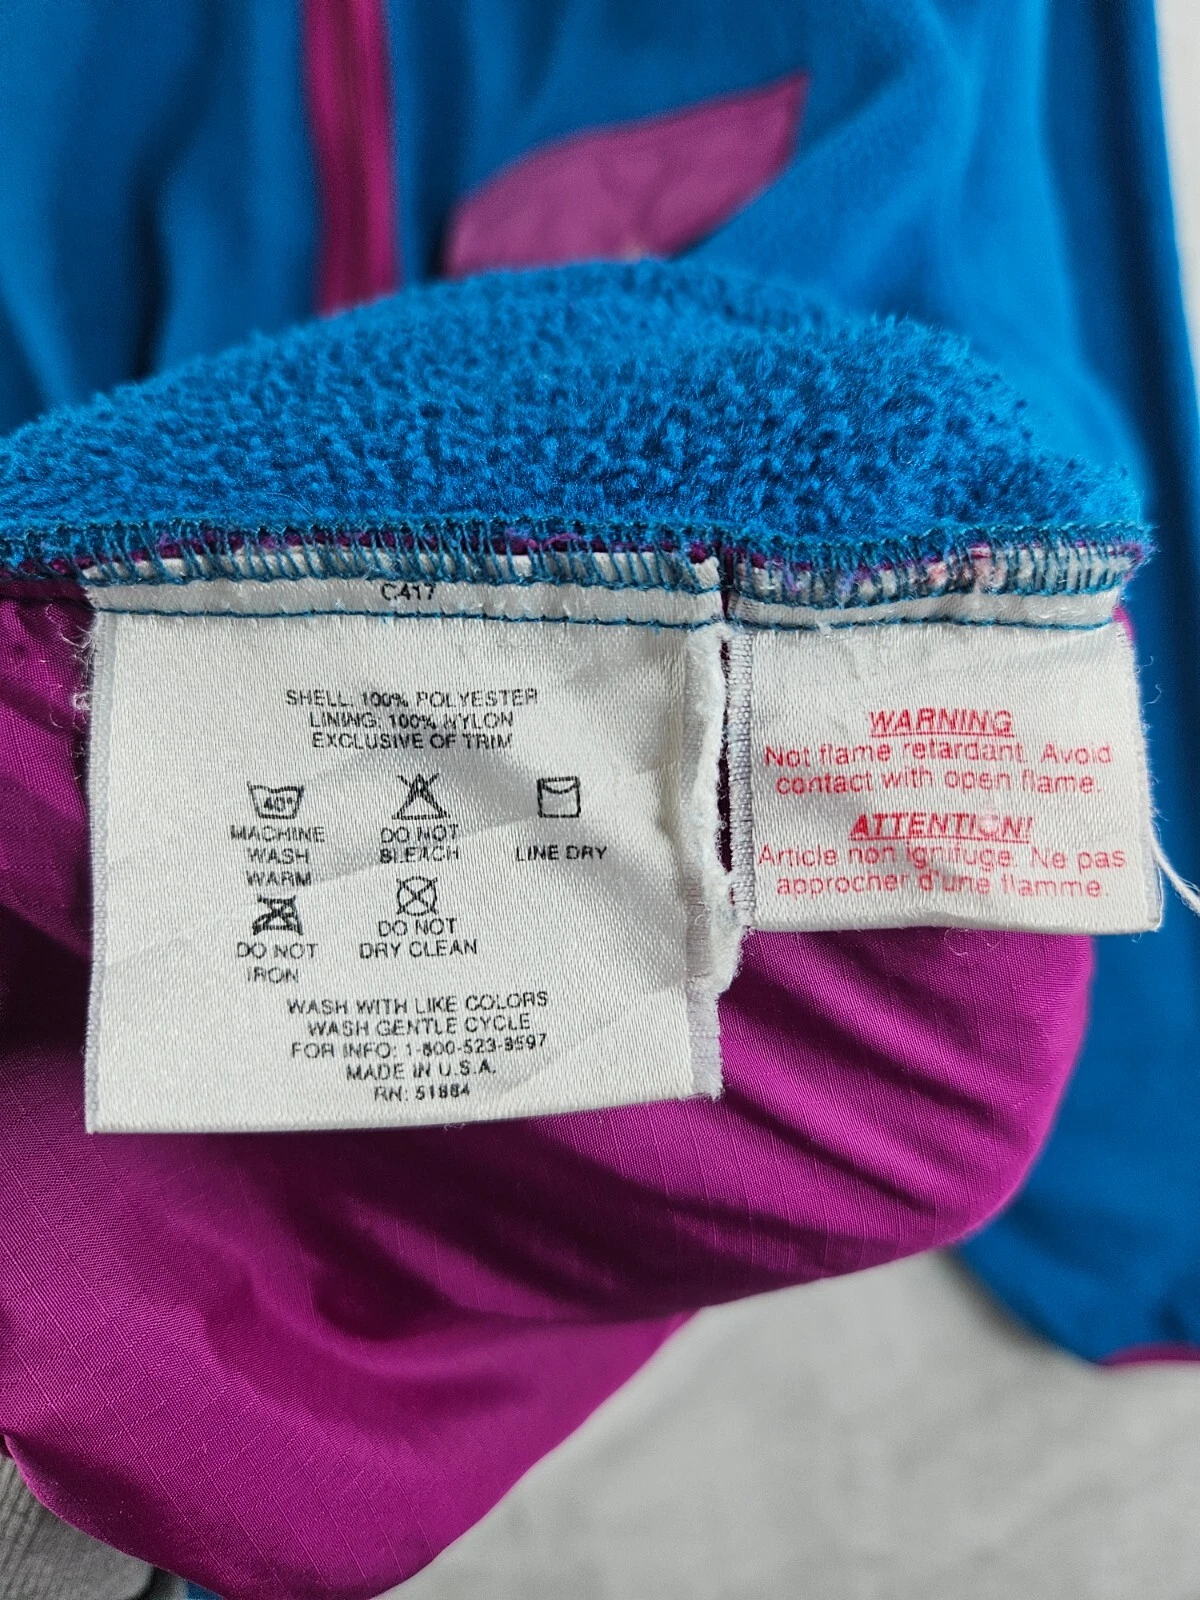 C417
SHELL: 100% POLYESTER
LINING: 100% NYLON
EXCLUSIVE OF TRIM
MACHINE
WASH
WARM
DO NOT
BLEACH
LINE DRY
DO NOT
IRON
DO NOT
DRY CLEAN
WASH WITH LIKE COLORS
WASH GENTLE CYCLE
FOR INFO: 1-800-523-9597
MADE IN U.S.A.
RN: 51884
WARNING
Not flame retardant. Avoid
contact with open flame.
ATTENTION!
Article non ignifuge. Ne pas
approcher d'une flamme.